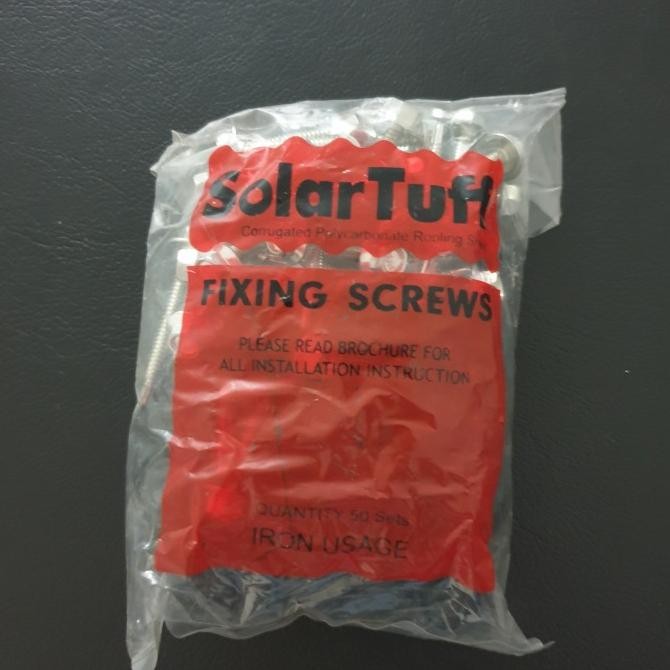 SolarTuff
Corrugated Polycarbonate Roofing
FIXING SCREWS
PLEASE READ BROCHURE FOR
ALL INSTALLATION INSTRUCTION
QUANTITY 50 Sets
IRON USAGE